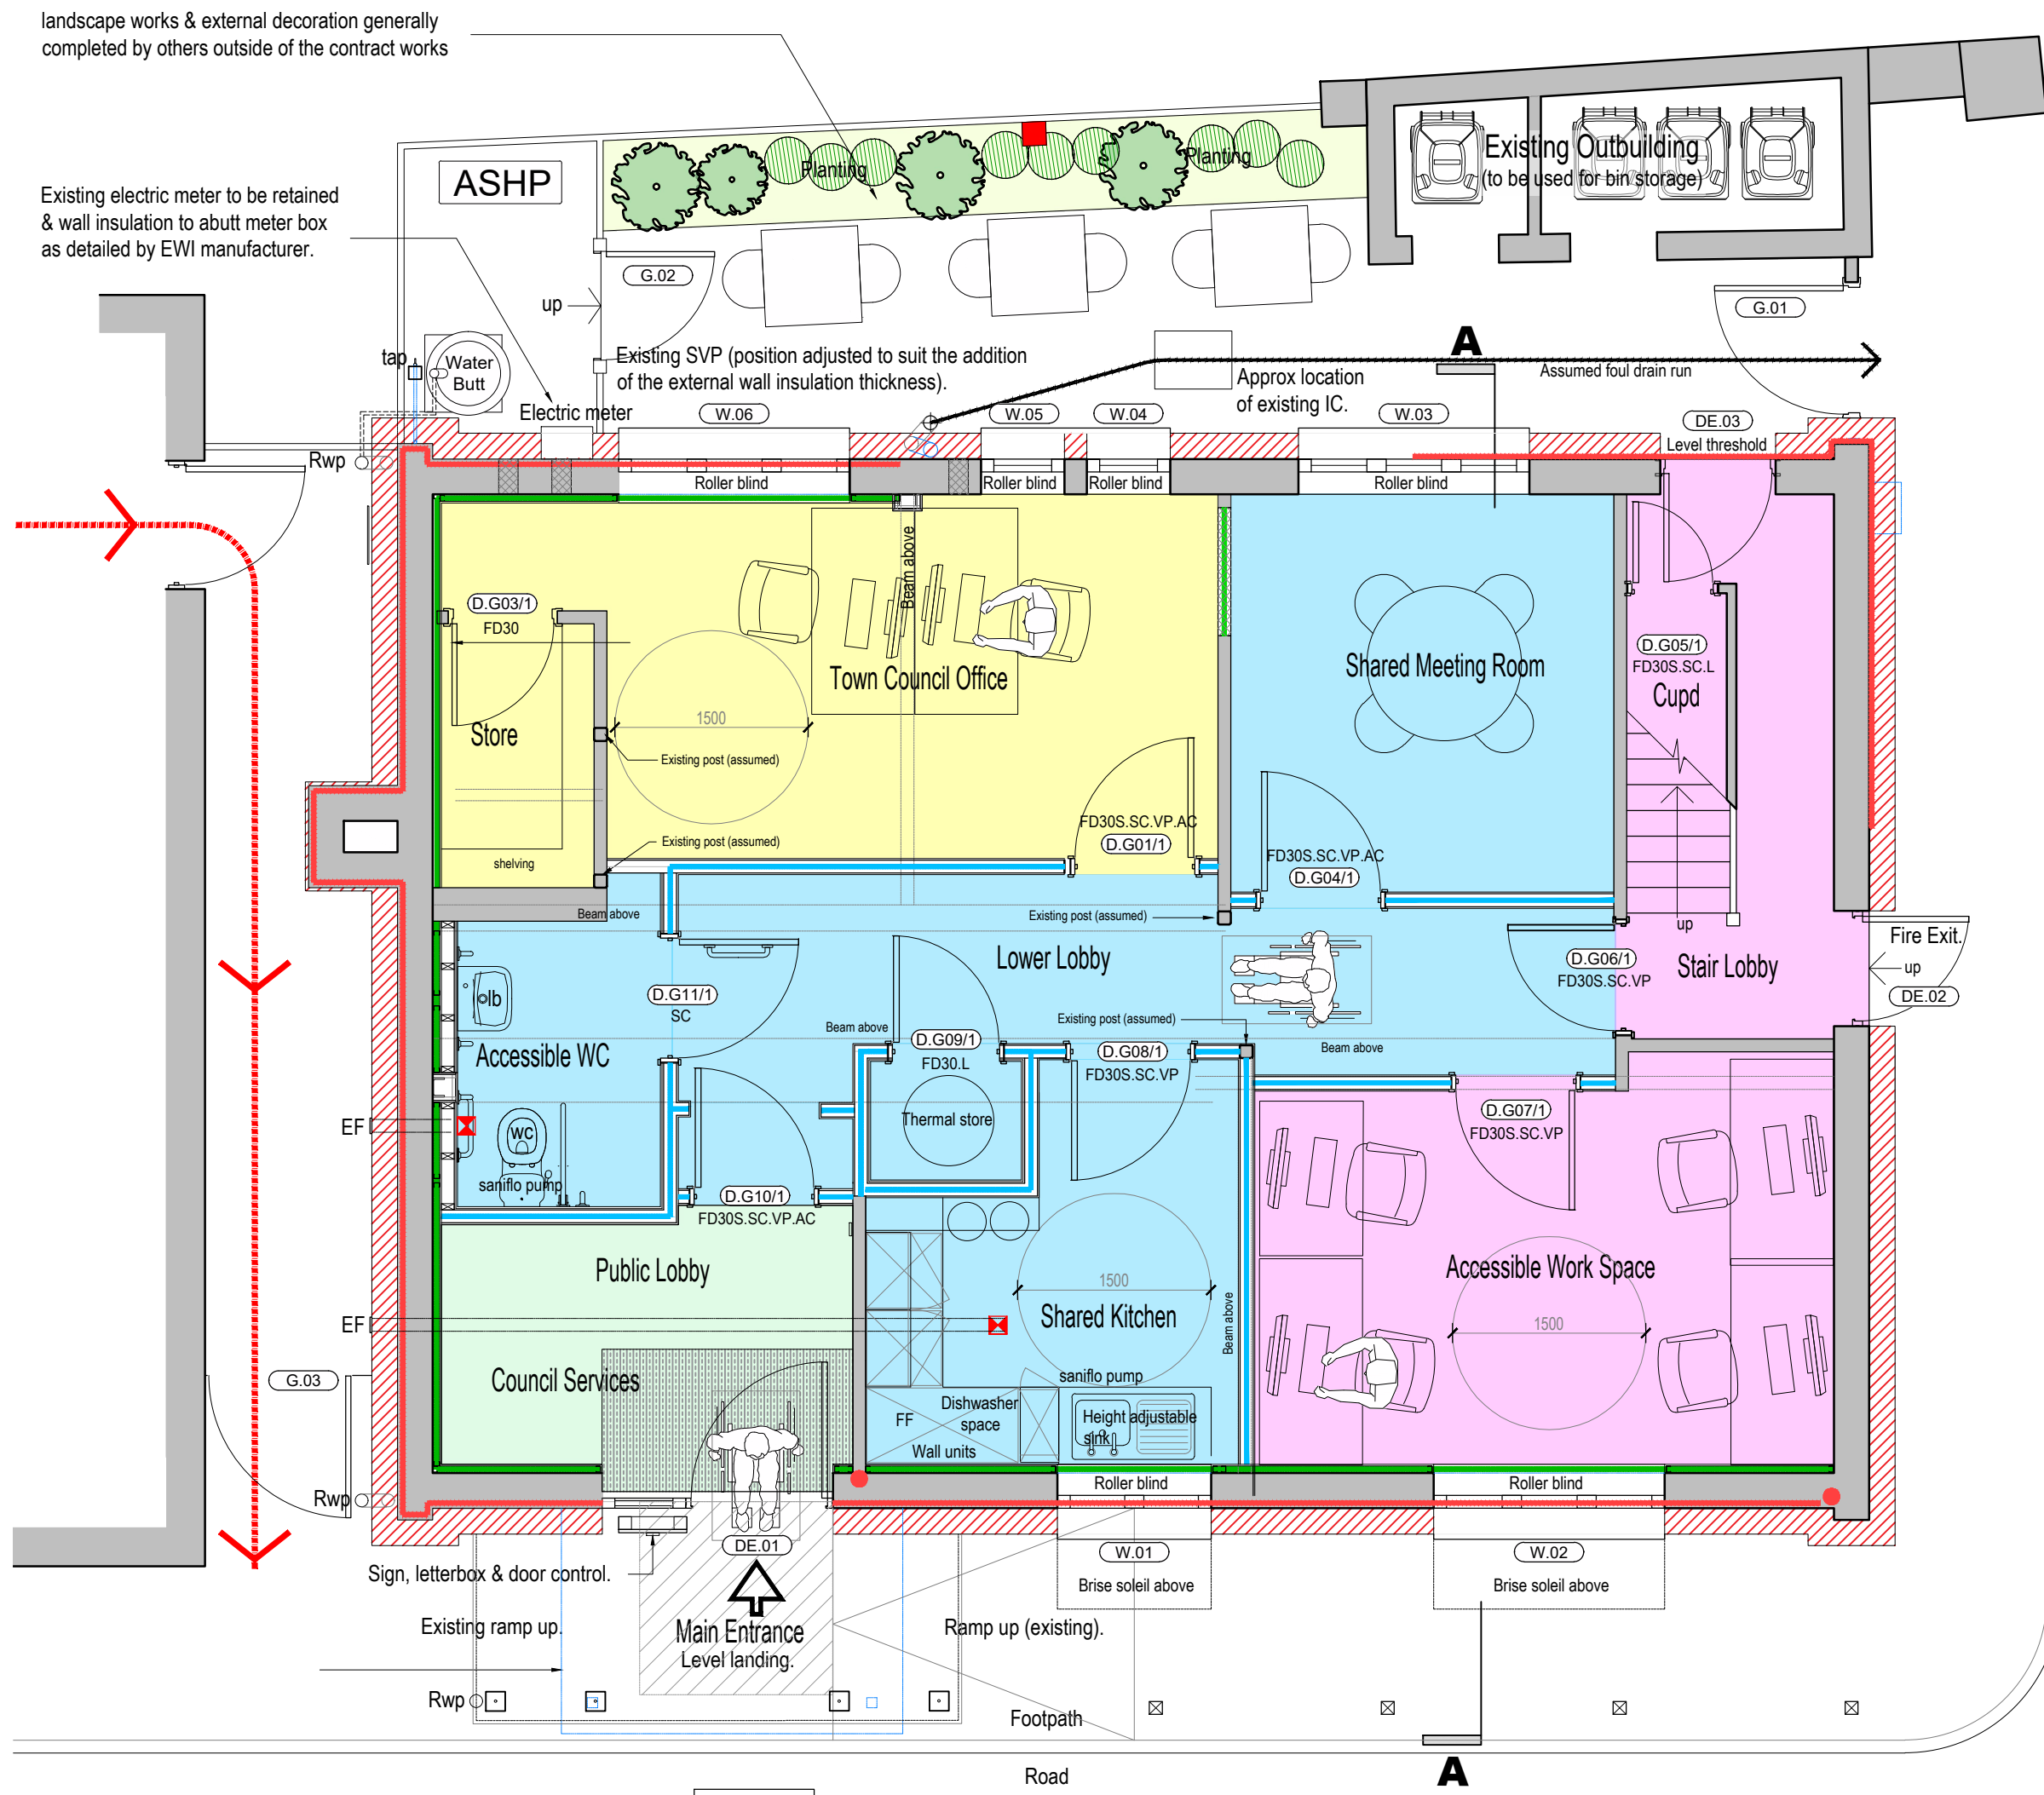 landscape works & external decoration generally
completed by others outside of the contract works
Existing electric meter to be retained
& wall insulation to abutt meter box
as detailed by EWI manufacturer.
ASHP
Planting
Planting
Existing Outbuilding
(to be used for bin storage)
G.02
up
G.01
tap
Water
Butt
Existing SVP (position adjusted to suit the addition
of the external wall insulation thickness).
A
Approx location
of existing IC.
Assumed foul drain run
Electric meter
W.06
W.05
W.04
W.03
DE.03
Level threshold
Rwp
Roller blind
Roller blind
Roller blind
Roller blind
Beam above
D.G03/1
FD30
Town Council Office
Shared Meeting Room
D.G05/1
FD30S.SC.L
Cupd
Store
1500
Existing post (assumed)
FD30S.SC.VP.AC
D.G01/1
Existing post (assumed)
shelving
FD30S.SC.VP.AC
D.G04/1
Beam above
Existing post (assumed)
up
Fire Exit.
up
DE.02
Lower Lobby
D.G06/1
FD30S.SC.VP
Stair Lobby
lb
D.G11/1
SC
Beam above
Existing post (assumed)
Accessible WC
D.G09/1
FD30.L
D.G08/1
FD30S.SC.VP
Beam above
EF
WC
saniflo pump
Thermal store
D.G07/1
FD30S.SC.VP
D.G10/1
FD30S.SC.VP.AC
Public Lobby
1500
Accessible Work Space
EF
Shared Kitchen
Beam above
1500
G.03
Council Services
saniflo pump
FF
Dishwasher
space
Height adjustable
sink
Wall units
Rwp
Roller blind
Roller blind
DE.01
W.01
W.02
Sign, letterbox & door control.
Brise soleil above
Brise soleil above
Existing ramp up.
Main Entrance
Level landing.
Ramp up (existing).
Rwp
Footpath
Road
A